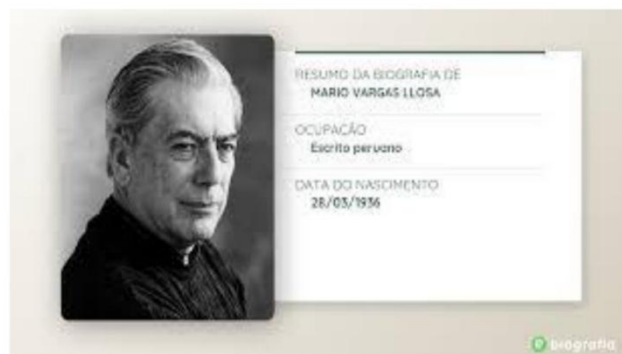 RESUMO DA BIOGRAFIA DE
MARIO VARGAS LLOSA
OCUPAÇÃO
Escrito peruano
DATA DO NASCIMENTO
28/03/1936
e biografia